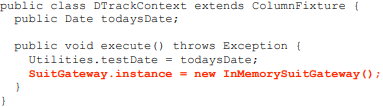 public class DTrackContext extends ColumnFixture {
  public Date todaysDate;

  public void execute() throws Exception {
    Utilities.testDate = todaysDate;
    SuitGateway.instance = new InMemorySuitGateway();
  }
}